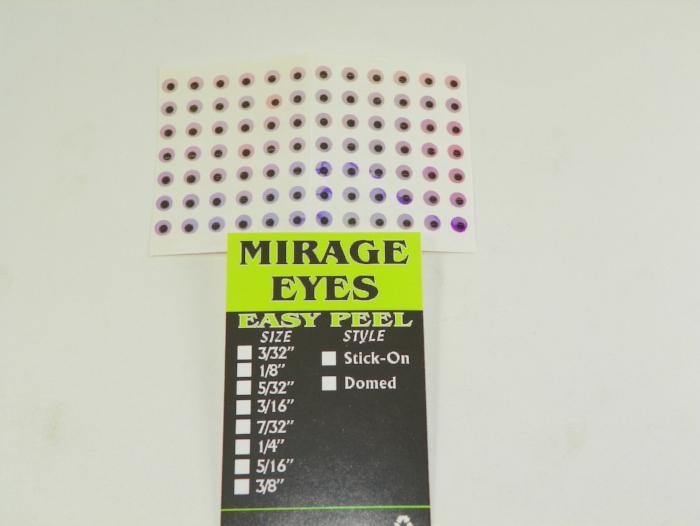 MIRAGE
EYES
EASY PEEL
SIZE STYLE
3/32" Stick-On
1/8" Domed
5/32"
3/16"
7/32"
1/4"
5/16"
3/8"